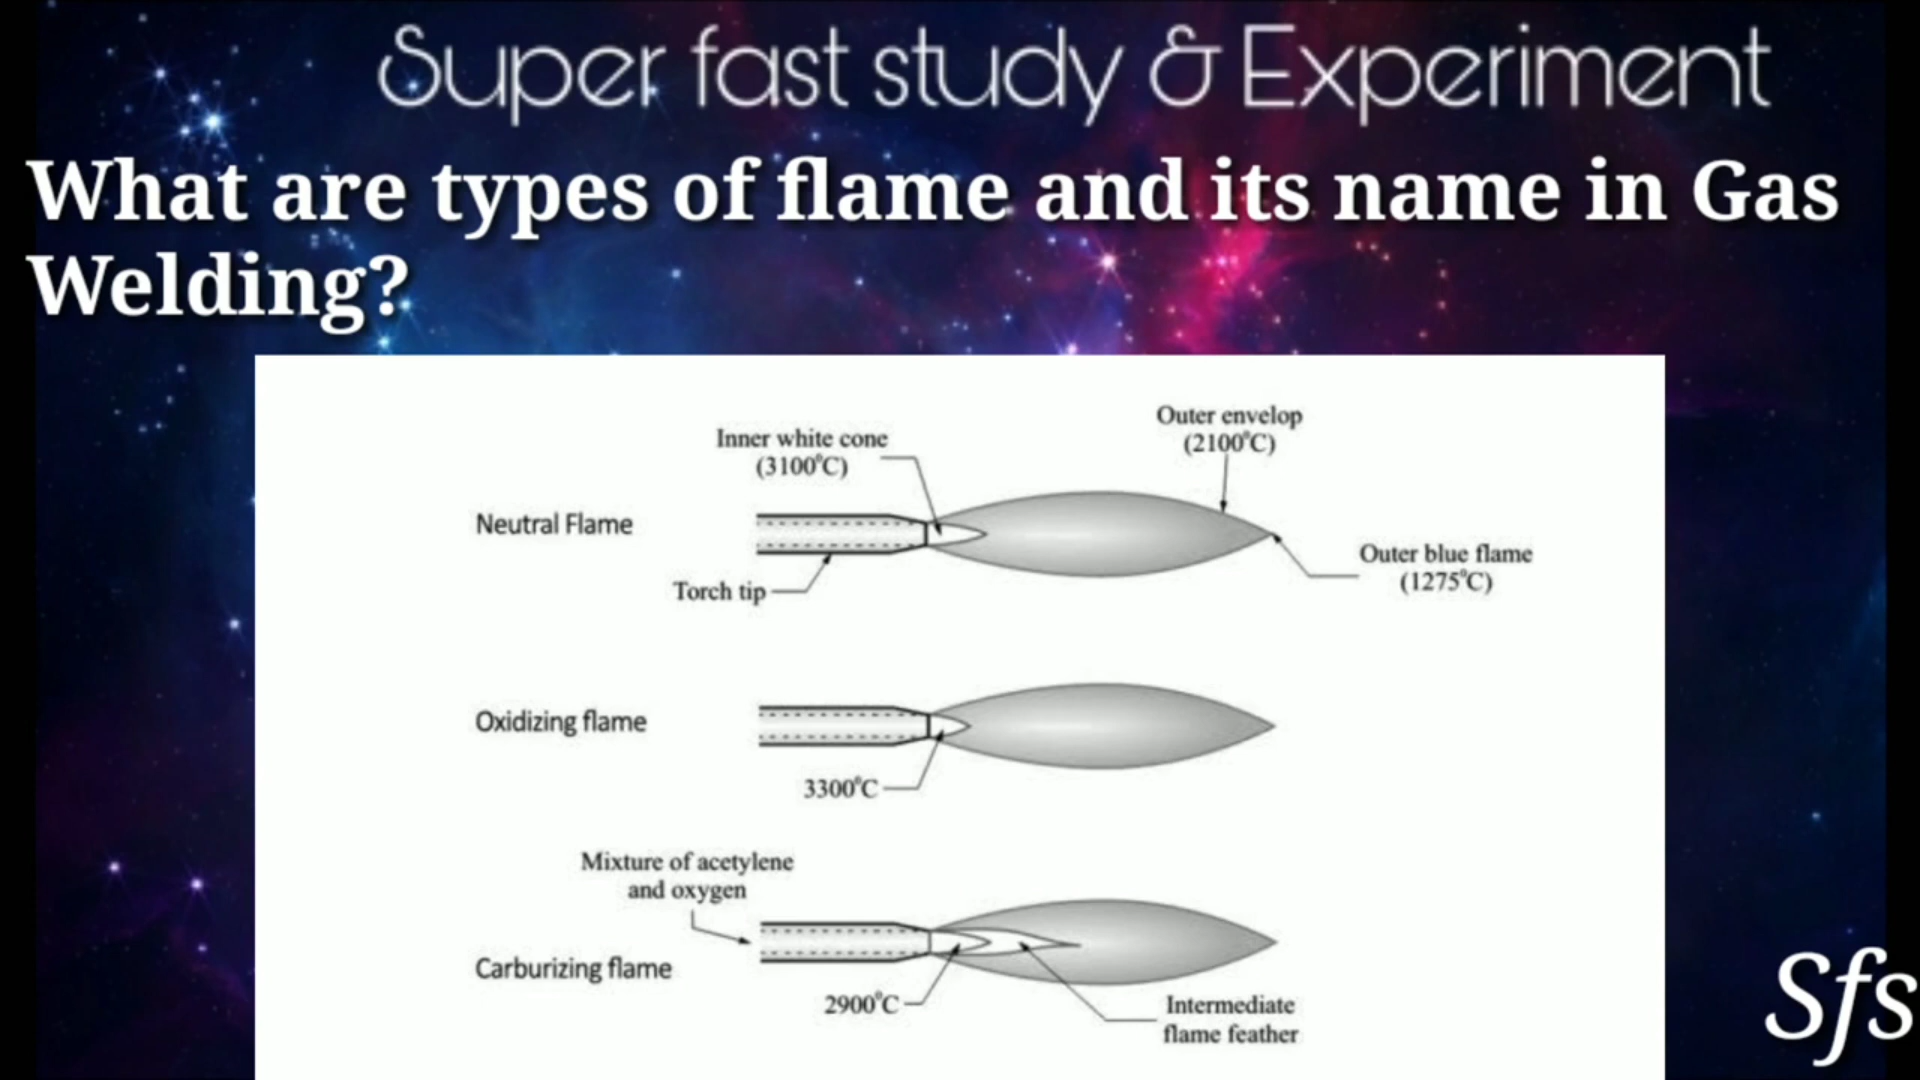 Super fast study & Experiment
What are types of flame and its name in Gas
Welding?
Outer envelop
(2100°C)
Inner white cone
(3100°C)
Neutral Flame
Outer blue flame
(1275°C)
Torch tip
Oxidizing flame
3300°C
Mixture of acetylene
and oxygen
Carburizing flame
2900°C
Intermediate
flame feather
Sfs